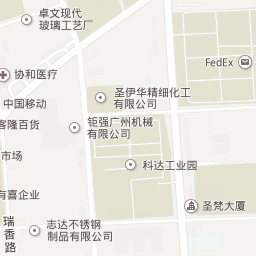 卓文现代
玻璃工艺厂
FedEx
协和医疗
圣伊华精细化工
有限公司
中国移动
客隆百货
钜强广州机械
有限公司
市场
科达工业园
有喜企业
圣梵大厦
瑞香路
志达不锈钢
制品有限公司